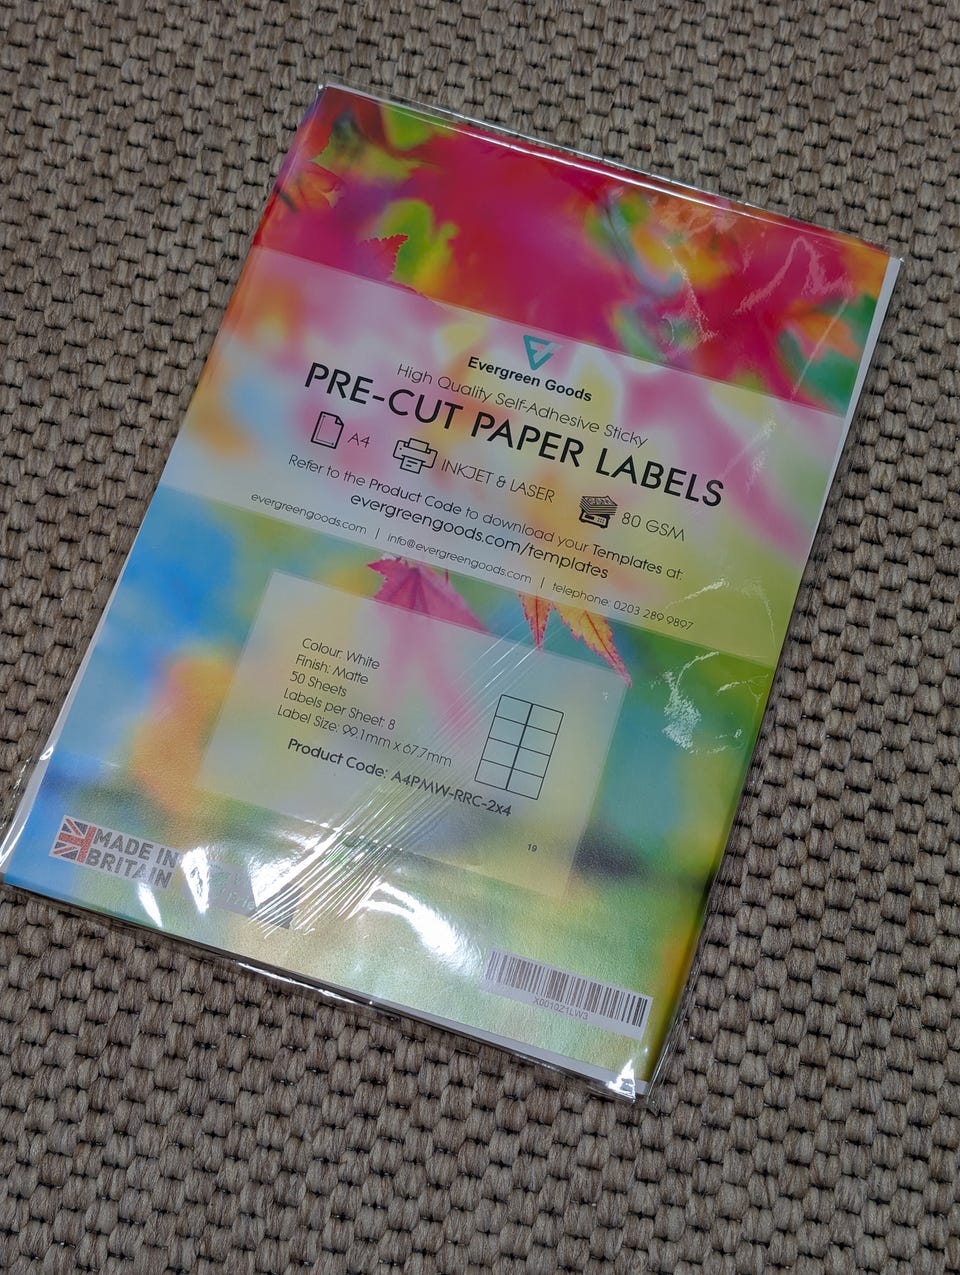 Evergreen Goods
High Quality Self-Adhesive Sticky
PRE-CUT PAPER LABELS
A4
INKJET & LASER
80 GSM
Refer to the Product Code to download your Templates at:
evergreengoods.com/templates
evergreengoods.com | info@evergreengoods.com | telephone: 0203 289 9897
Colour: White
Finish: Matte
50 Sheets
Labels per Sheet: 8
Label Size: 99.1mm x 67.7mm
Product Code: A4PMW-RRC-2x4
19
MADE IN
BRITAIN
X0010Z1LW3